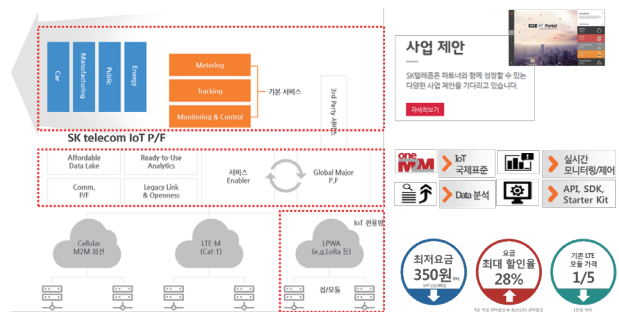 Car
Manufacturing
Public
Energy
Metering
Tracking
Monitoring & Control
기본 서비스
3rd Party
SK telecom IoT P/F
Affordable
Data Lake
Ready-to-Use
Analytics
Comm.
P/F
Legacy Link
& Openness
서비스
Enabler
Global Major
P.F
IoT 전용망
Cellular
M2M 회선
LTE-M
(Cat-1)
LPWA
(e.g.LoRa 등)
칩/모듈
IoT Portal
사업 제안
SK텔레콤은 파트너와 함께 성장할 수 있는
다양한 사업 제안을 기다리고 있습니다.
자세히보기
oneM2M
IoT
국제표준
실시간
모니터링/제어
Data 분석
API, SDK,
Starter Kit
최저요금
350원
요금
최대 할인율
28%
기존 LTE
모듈 가격
1/5